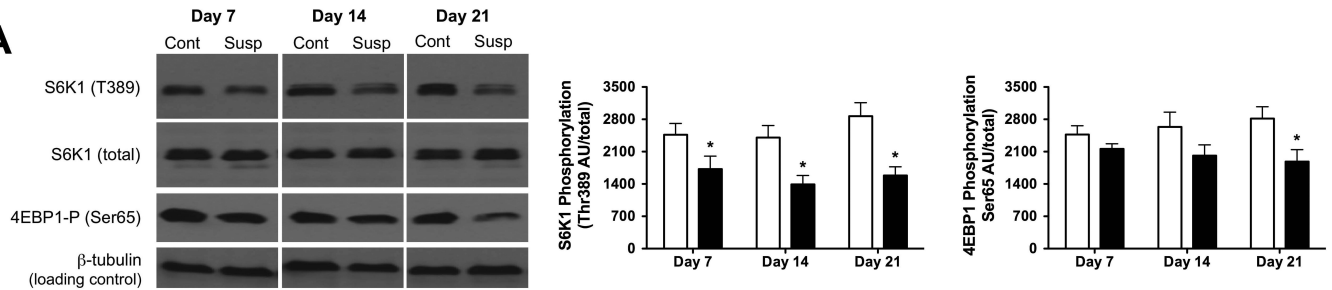 A
Day 7 Day 14 Day 21
Cont Susp Cont Susp Cont Susp
S6K1 (T389)
S6K1 (total)
4EBP1-P (Ser65)
β-tubulin
(loading control)
S6K1 Phosphorylation
(Thr389 AU/total)
3500
2800
2100
1400
700
0
* * *
Day 7 Day 14 Day 21
4EBP1 Phosphorylation
Ser65 AU/total)
3500
2800
2100
1400
700
0
*
Day 7 Day 14 Day 21